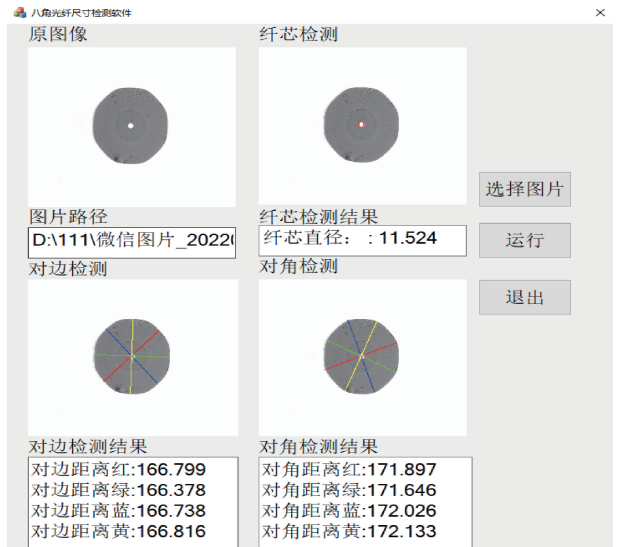 八角光纤尺寸检测软件
原图像
纤芯检测
选择图片
图片路径
纤芯检测结果
D:\111\微信图片_2022
纤芯直径： : 11.524
运行
对边检测
对角检测
退出
对边检测结果
对角检测结果
对边距离红:166.799
对边距离绿:166.378
对边距离蓝:166.738
对边距离黄:166.816
对角距离红:171.897
对角距离绿:171.646
对角距离蓝:172.026
对角距离黄:172.133